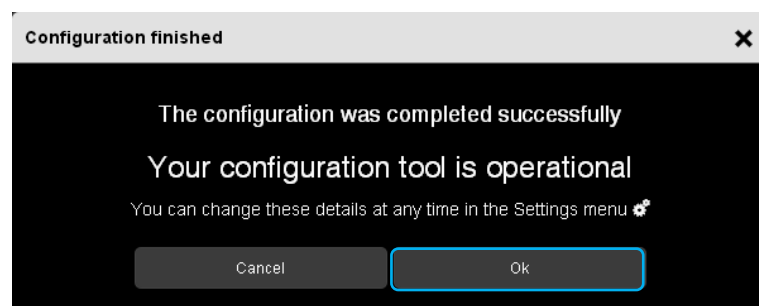 Configuration finished
The configuration was completed successfully
Your configuration tool is operational
You can change these details at any time in the Settings menu
Cancel
Ok